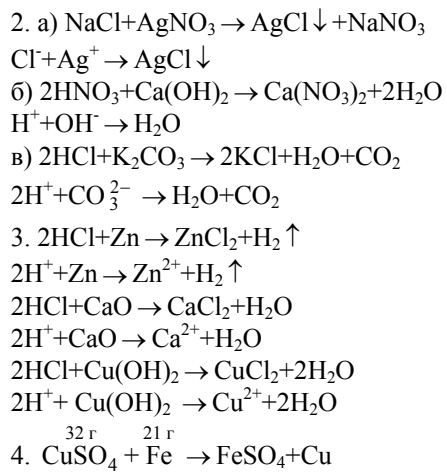 2. а) NaCl+AgNO₃ → AgCl↓+NaNO₃
Cl⁻+Ag⁺ → AgCl↓
б) 2HNO₃+Ca(OH)₂ → Ca(NO₃)₂+2H₂O
H⁺+OH⁻ → H₂O
в) 2HCl+K₂CO₃ → 2KCl+H₂O+CO₂
2H⁺+CO₃²⁻ → H₂O+CO₂
3. 2HCl+Zn → ZnCl₂+H₂↑
2H⁺+Zn → Zn²⁺+H₂↑
2HCl+CaO → CaCl₂+H₂O
2H⁺+CaO → Ca²⁺+H₂O
2HCl+Cu(OH)₂ → CuCl₂+2H₂O
2H⁺+ Cu(OH)₂ → Cu²⁺+2H₂O
32 г 21 г
4. CuSO₄ + Fe → FeSO₄+Cu